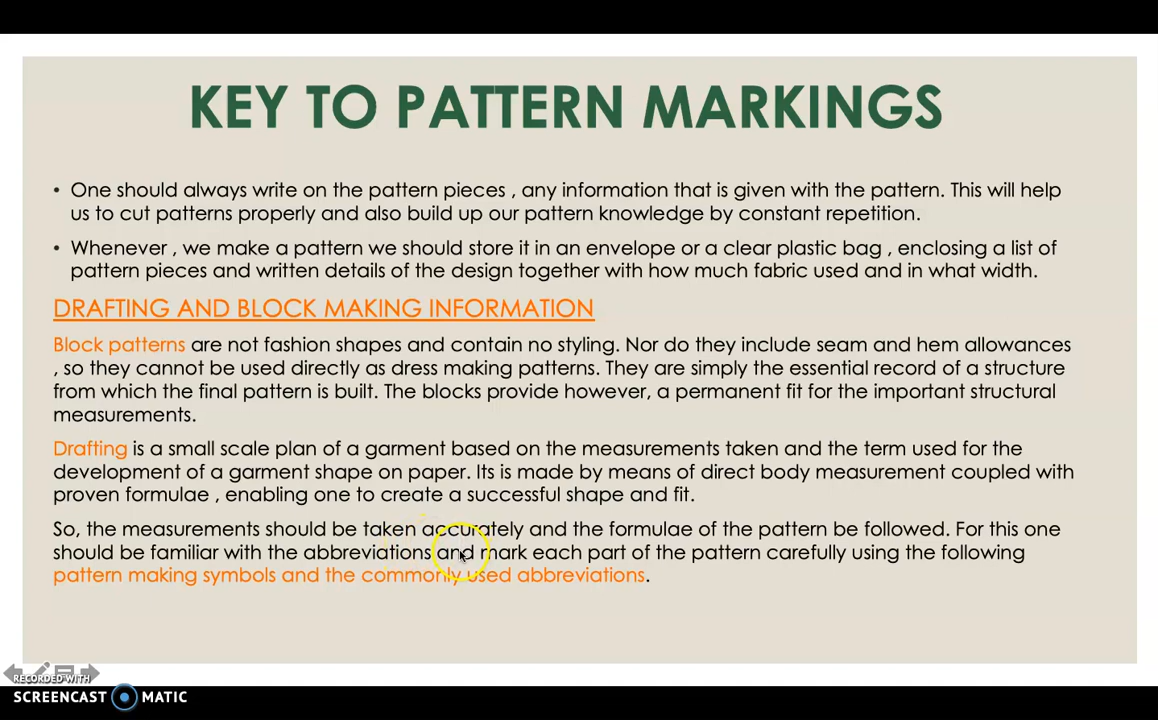 KEY TO PATTERN MARKINGS
• One should always write on the pattern pieces , any information that is given with the pattern. This will help
us to cut patterns properly and also build up our pattern knowledge by constant repetition.
• Whenever , we make a pattern we should store it in an envelope or a clear plastic bag , enclosing a list of
pattern pieces and written details of the design together with how much fabric used and in what width.
DRAFTING AND BLOCK MAKING INFORMATION
Block patterns are not fashion shapes and contain no styling. Nor do they include seam and hem allowances
, so they cannot be used directly as dress making patterns. They are simply the essential record of a structure
from which the final pattern is built. The blocks provide however, a permanent fit for the important structural
measurements.
Drafting is a small scale plan of a garment based on the measurements taken and the term used for the
development of a garment shape on paper. Its is made by means of direct body measurement coupled with
proven formulae , enabling one to create a successful shape and fit.
So, the measurements should be taken accurately and the formulae of the pattern be followed. For this one
should be familiar with the abbreviations and mark each part of the pattern carefully using the following
pattern making symbols and the commonly used abbreviations.
RECORDED WITH
SCREENCAST MATIC